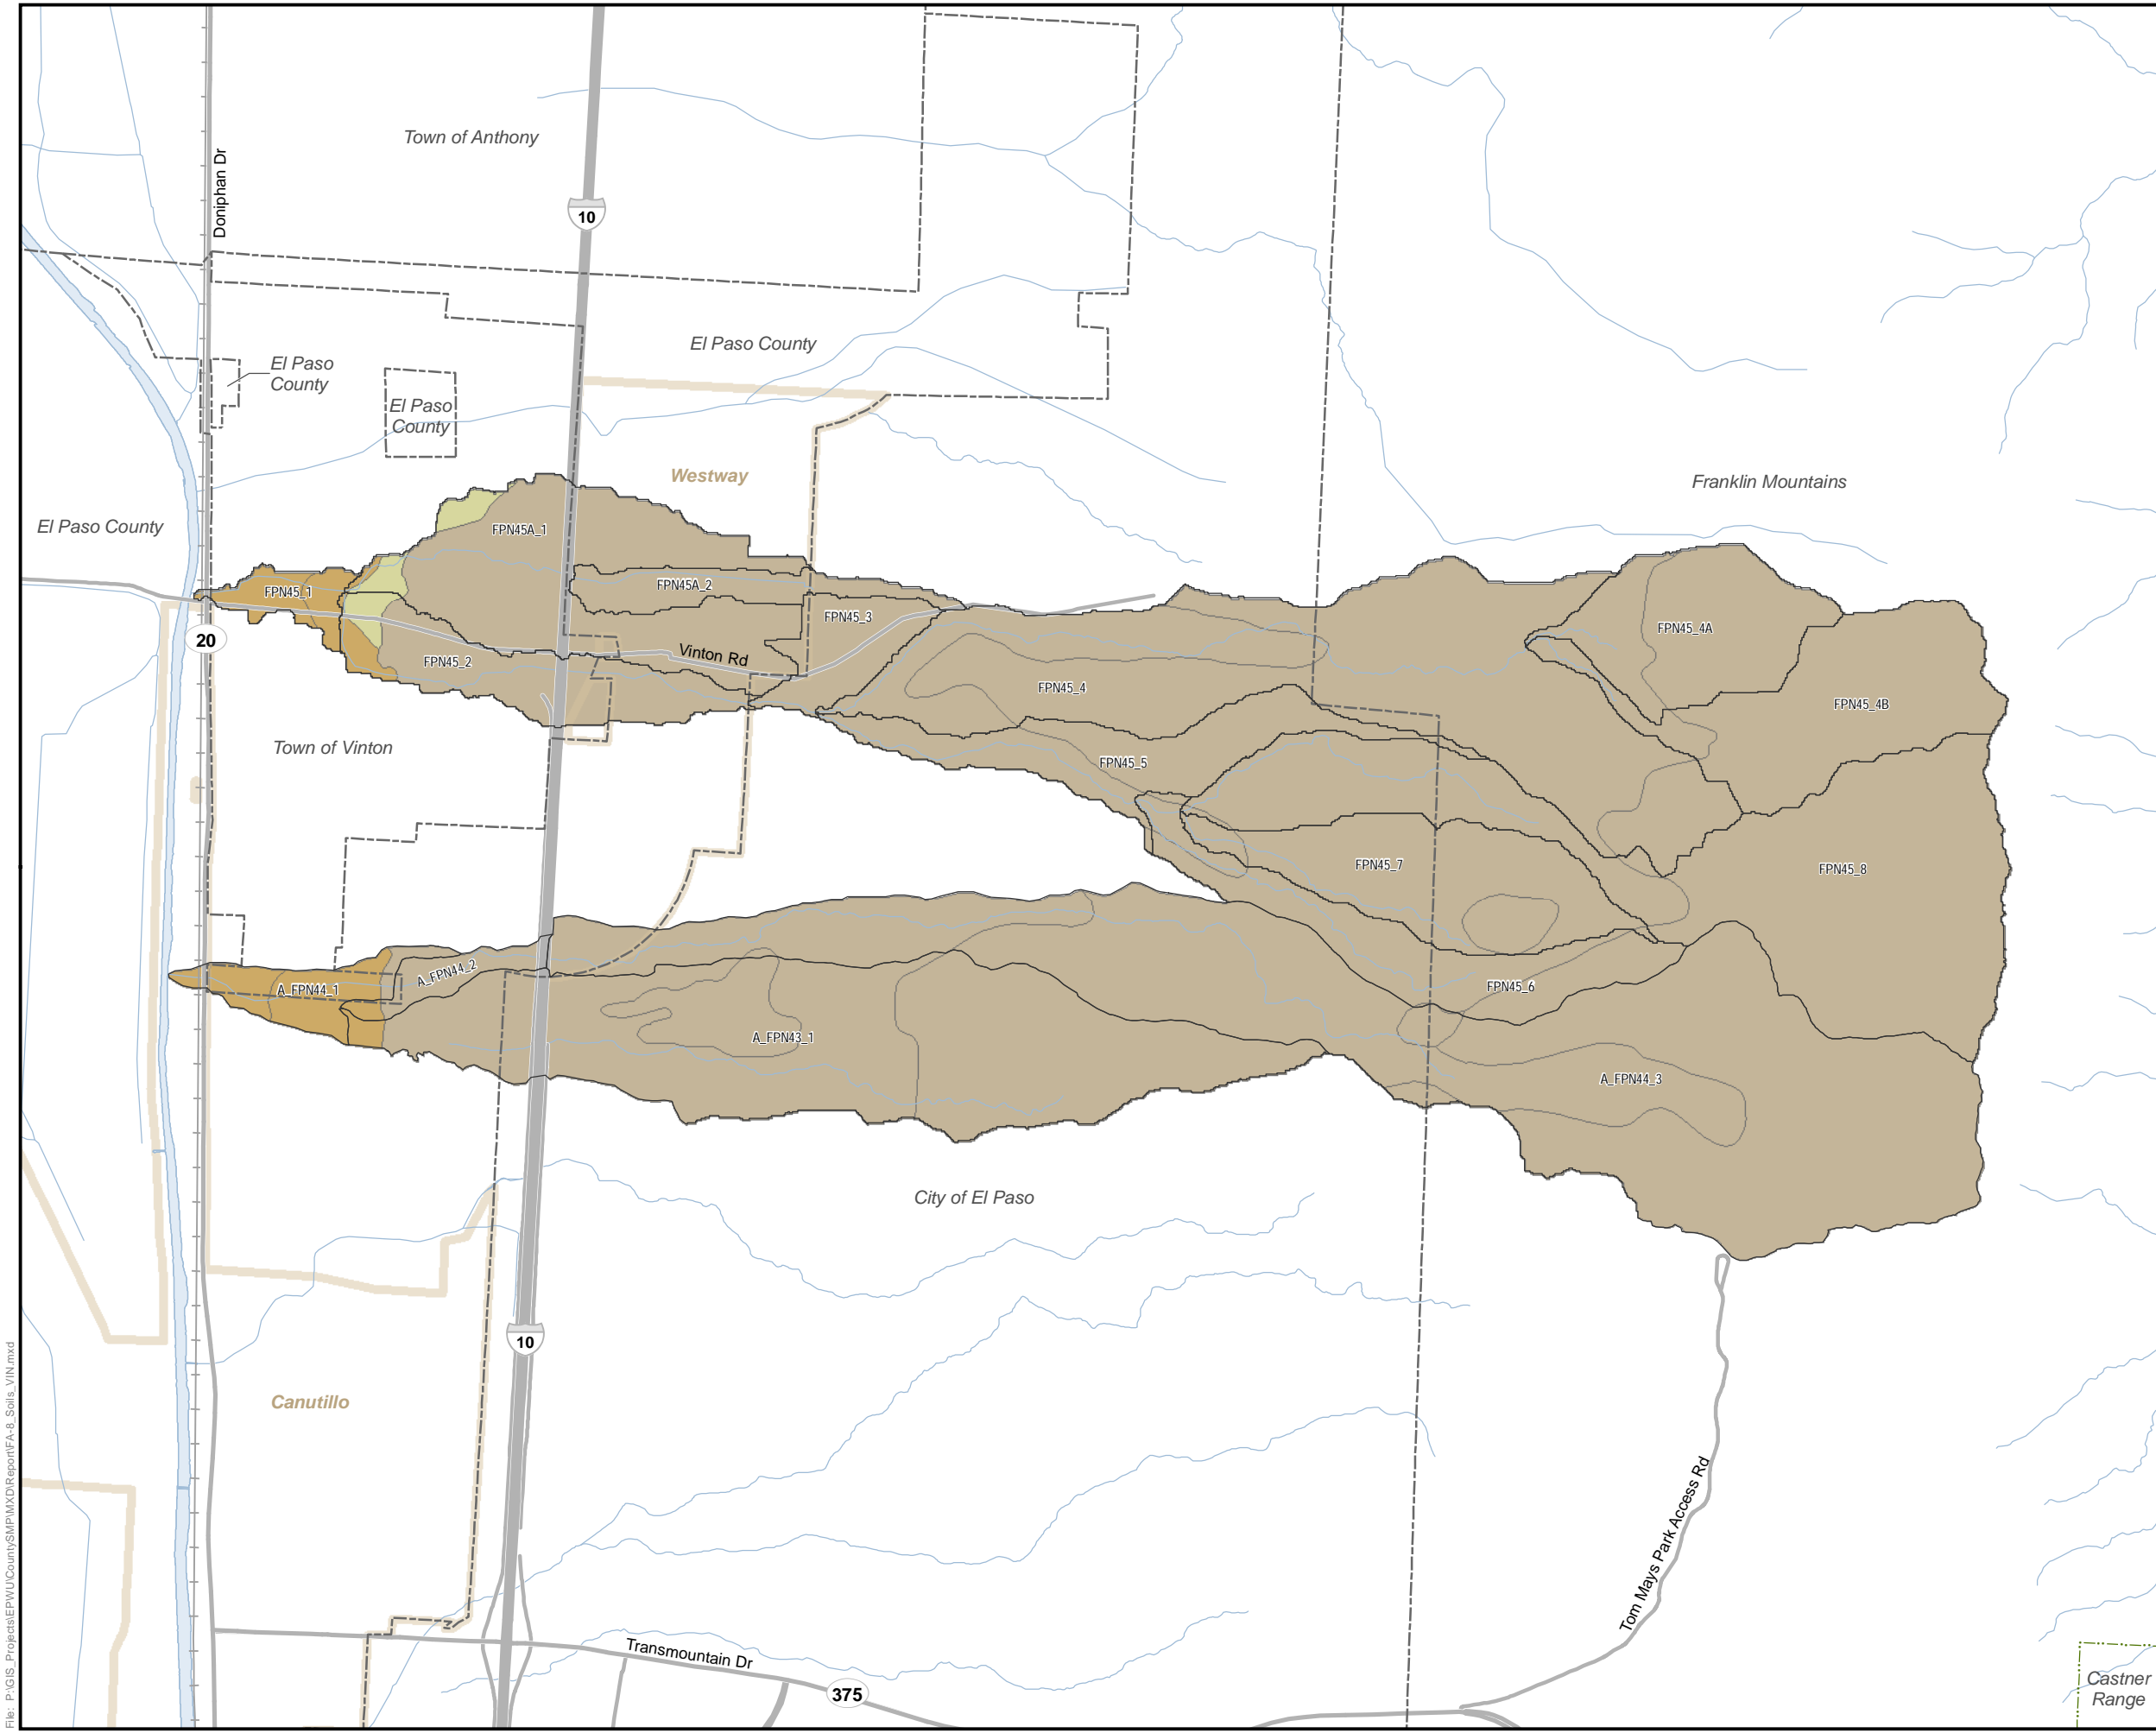 Town of Anthony
Doniphan Dr
10
El Paso County
El Paso
County
El Paso
County
Westway
Franklin Mountains
El Paso County
FPN45A_1
FPN45A_2
FPN45_1
FPN45_3
FPN45_4A
20
Vinton Rd
FPN45_2
FPN45_4
FPN45_4B
Town of Vinton
FPN45_5
FPN45_7
FPN45_8
A_FPN44_2
A_FPN44_1
FPN45_6
A_FPN43_1
A_FPN44_3
City of El Paso
10
Canutillo
Tom Mays Park Access Rd
Transmountain Dr
375
Castner
Range
File: P:\GIS_Projects\EPWU\CountySMP\MXD\Report\FA-8_Soils_VIN.mxd